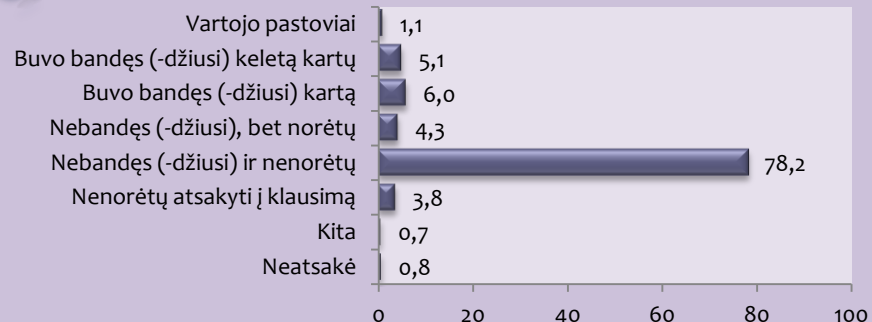 Vartojo pastoviai 1,1
Buvo bandęs (-džiusi) keletą kartų 5,1
Buvo bandęs (-džiusi) kartą 6,0
Nebandęs (-džiusi), bet norėtų 4,3
Nebandęs (-džiusi) ir nenorėtų 78,2
Nenorėtų atsakyti į klausimą 3,8
Kita 0,7
Neatsakė 0,8
0 20 40 60 80 100